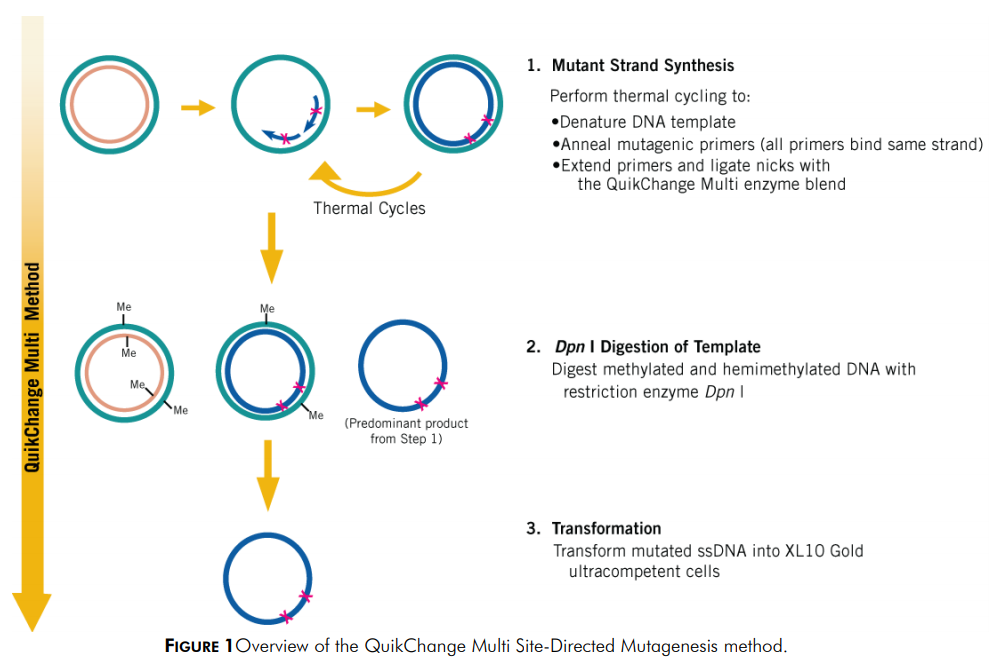 QuikChange Multi Method
1. Mutant Strand Synthesis
Perform thermal cycling to:
•Denature DNA template
•Anneal mutagenic primers (all primers bind same strand)
•Extend primers and ligate nicks with
the QuikChange Multi enzyme blend
Thermal Cycles
Me
Me
Me
Me
Me
Me
(Predominant product
from Step 1)
2. Dpn I Digestion of Template
Digest methylated and hemimethylated DNA with
restriction enzyme Dpn I
3. Transformation
Transform mutated ssDNA into XL10 Gold
ultracompetent cells
FIGURE 1Overview of the QuikChange Multi Site-Directed Mutagenesis method.